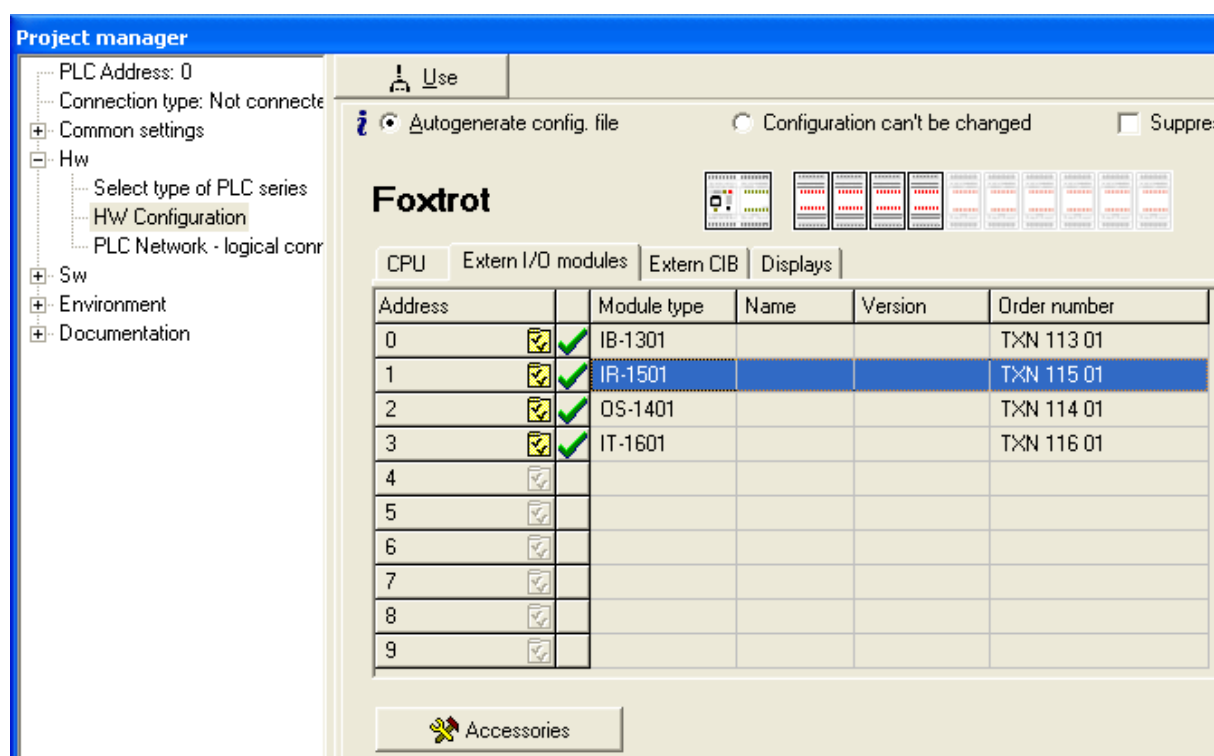 Project manager
PLC Address: 0
Connection type: Not connecte
Common settings
Hw
Select type of PLC series
HW Configuration
PLC Network - logical conr
Sw
Environment
Documentation
Use
i Autogenerate config. file Configuration can't be changed Suppre
Foxtrot
CPU Extern I/O modules Extern CIB Displays
Address Module type Name Version Order number
0 IB-1301 TXN 113 01
1 IR-1501 TXN 115 01
2 OS-1401 TXN 114 01
3 IT-1601 TXN 116 01
4
5
6
7
8
9
Accessories